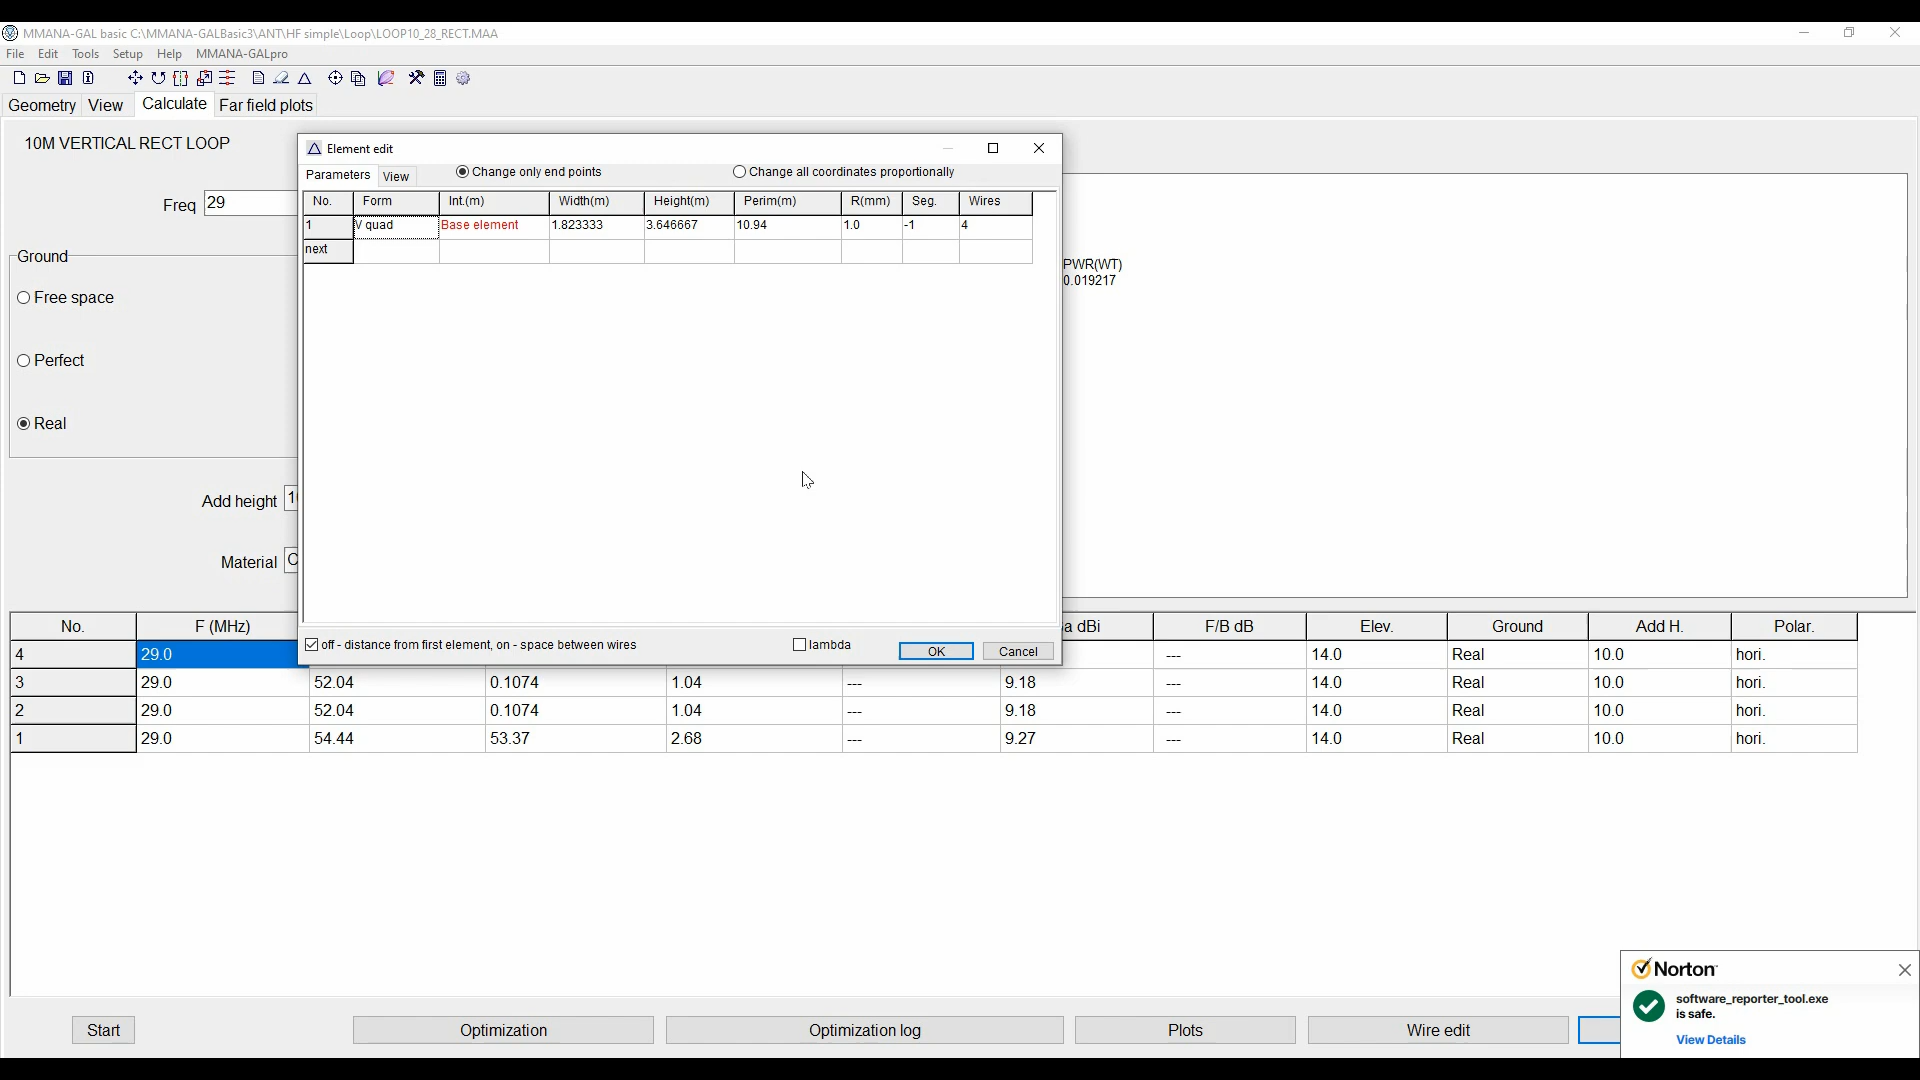 MMANA-GAL basic C:\MMANA-GALBasic3\ANT\HF simple\Loop\LOOP10_28_RECT.MAA
File Edit Tools Setup Help MMANA-GALpro
Geometry View Calculate Far field plots
10M VERTICAL RECT LOOP
Element edit
Parameters View Change only end points Change all coordinates proportionally
No. Form Int.(m) Width(m) Height(m) Perim(m) R(mm) Seg. Wires
1 V quad Base element 1.823333 3.646667 10.94 1.0 -1 4
next
Freq 29
Ground
PWR(WT)
0.019217
Free space
Perfect
Real
Add height
Material
off - distance from first element, on - space between wires lambda OK Cancel
No. F (MHz) a dBi F/B dB Elev. Ground Add H. Polar.
4 29.0 --- 14.0 Real 10.0 hori.
3 29.0 52.04 0.1074 1.04 --- 9.18 --- 14.0 Real 10.0 hori.
2 29.0 52.04 0.1074 1.04 --- 9.18 --- 14.0 Real 10.0 hori.
1 29.0 54.44 53.37 2.68 --- 9.27 --- 14.0 Real 10.0 hori.
Start Optimization Optimization log Plots Wire edit
Norton
software_reporter_tool.exe
is safe.
View Details